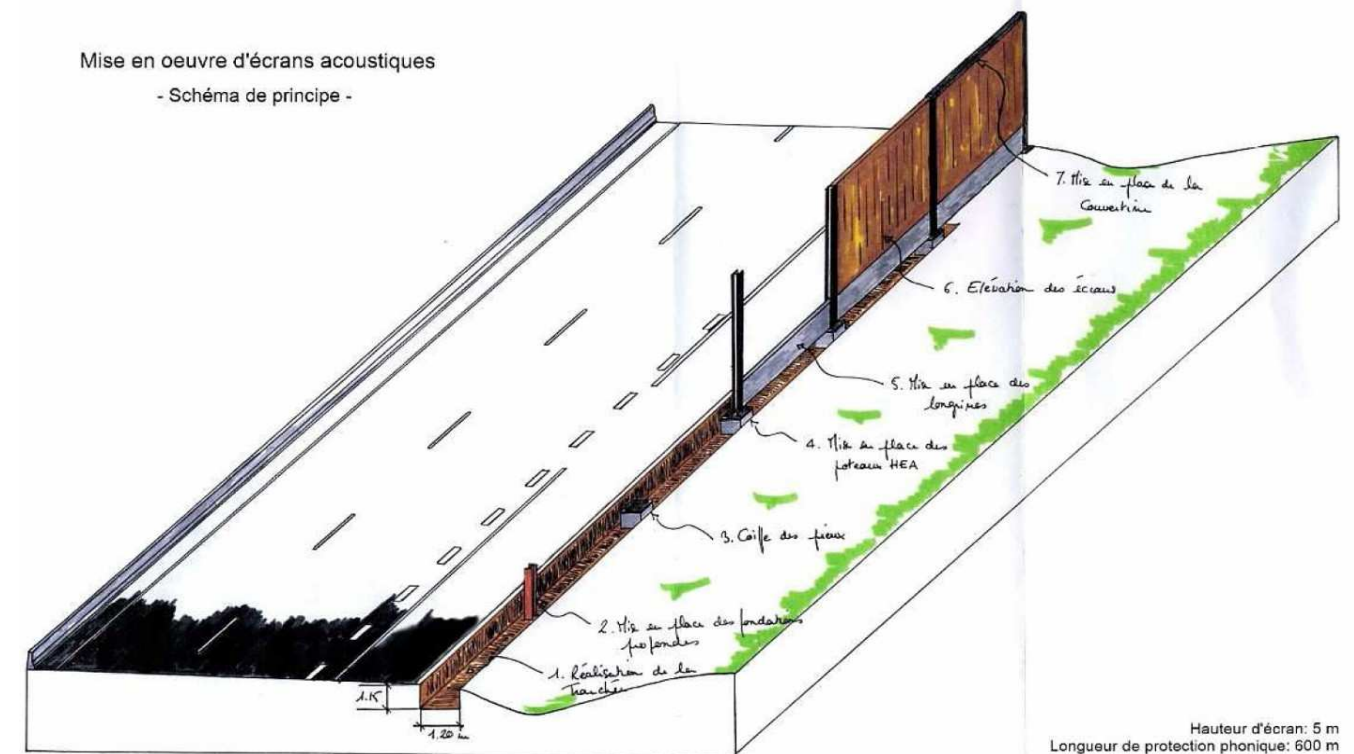 Mise en oeuvre d'écrans acoustiques
- Schéma de principe -
7. Mise en place de la
Couvertine
6. Elévation des écrans
5. Mise en place des
longrines
4. Mise en place des
poteaux HEA
3. Coiffe des pieux
2. Mise en place des fondations
profondes
1. Réalisation de la
Tranchée
1.20 m
Hauteur d'écran: 5 m
Longueur de protection phonique: 600 m